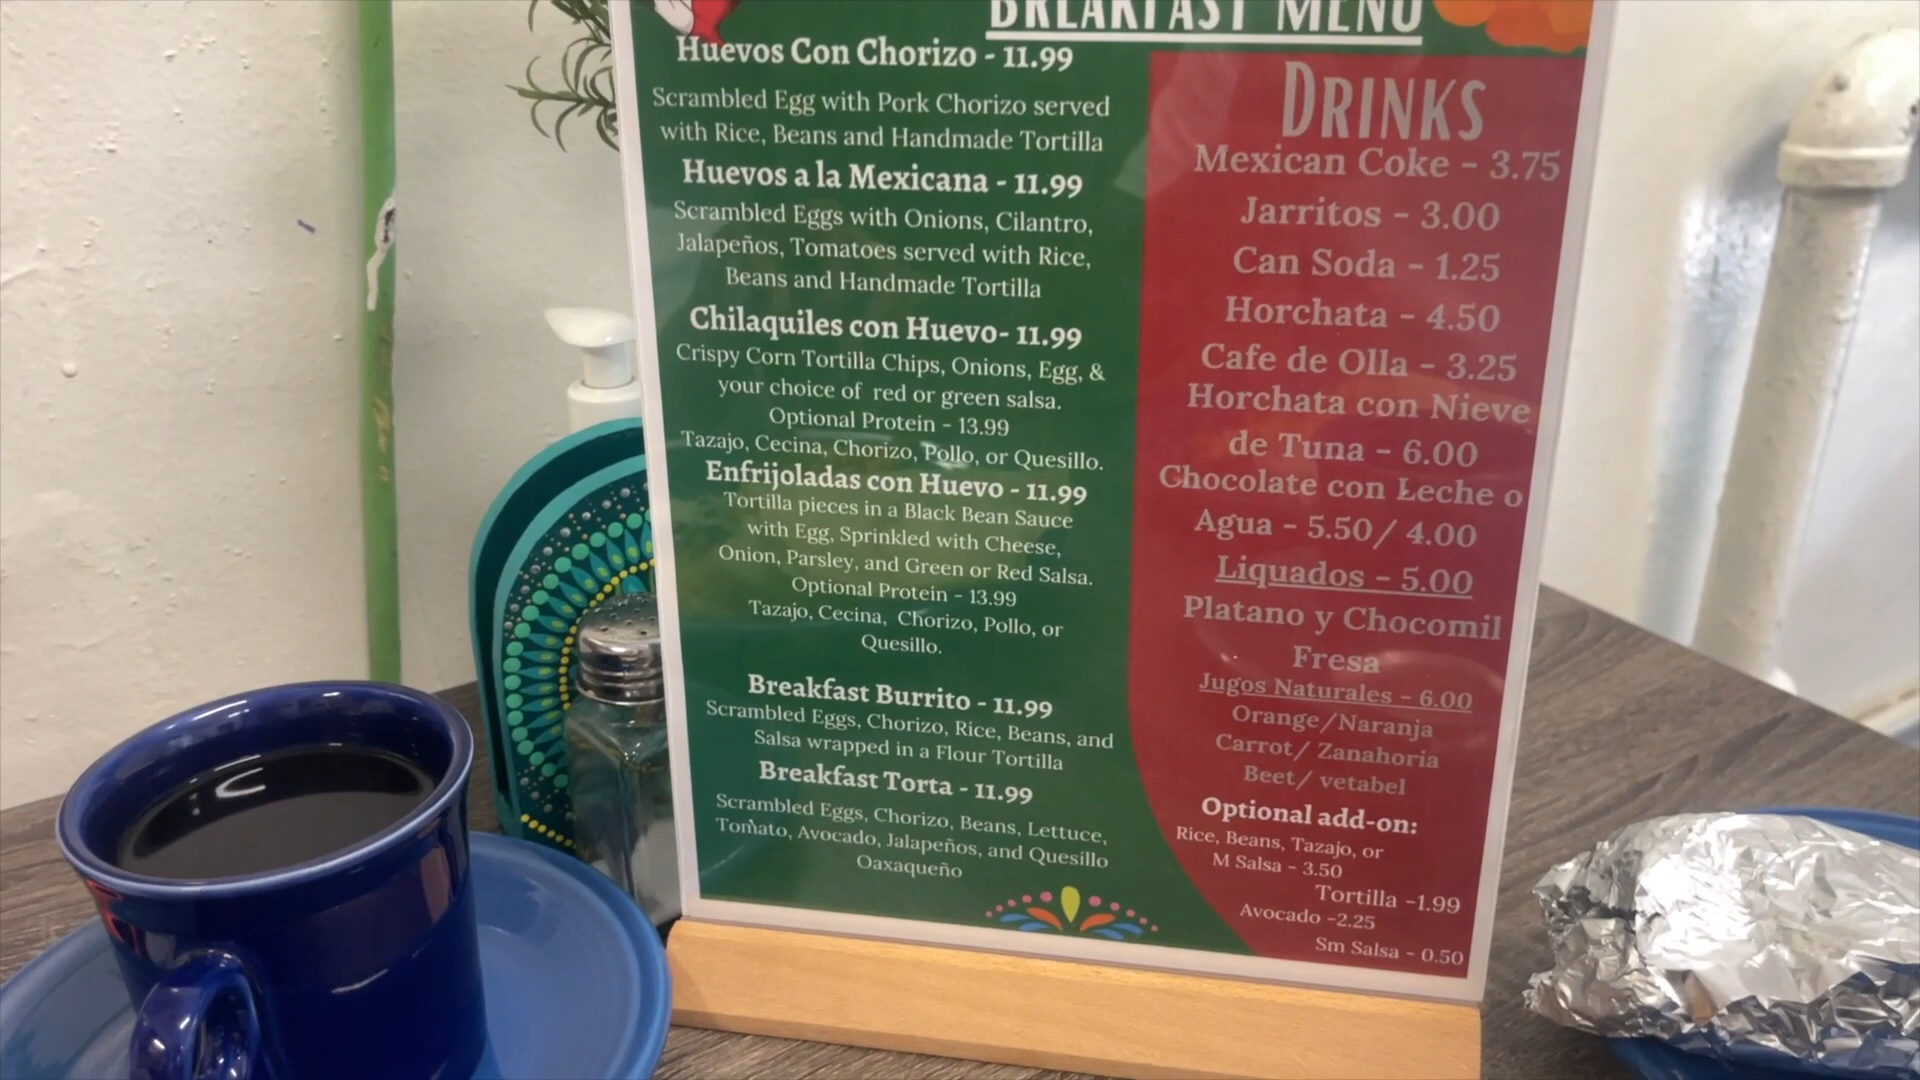 BREAKFAST MENU
Huevos Con Chorizo - 11.99
Scrambled Egg with Pork Chorizo served
with Rice, Beans and Handmade Tortilla
Huevos a la Mexicana - 11.99
Scrambled Eggs with Onions, Cilantro,
Jalapeños, Tomatoes served with Rice,
Beans and Handmade Tortilla
Chilaquiles con Huevo- 11.99
Crispy Corn Tortilla Chips, Onions, Egg, &
your choice of red or green salsa.
Optional Protein - 13.99
Tazajo, Cecina, Chorizo, Pollo, or Quesillo.
Enfrijoladas con Huevo - 11.99
Tortilla pieces in a Black Bean Sauce
with Egg, Sprinkled with Cheese,
Onion, Parsley, and Green or Red Salsa.
Optional Protein - 13.99
Tazajo, Cecina, Chorizo, Pollo, or
Quesillo.
Breakfast Burrito - 11.99
Scrambled Eggs, Chorizo, Rice, Beans, and
Salsa wrapped in a Flour Tortilla
Breakfast Torta - 11.99
Scrambled Eggs, Chorizo, Beans, Lettuce,
Tomato, Avocado, Jalapeños, and Quesillo
Oaxaqueño
DRINKS
Mexican Coke - 3.75
Jarritos - 3.00
Can Soda - 1.25
Horchata - 4.50
Cafe de Olla - 3.25
Horchata con Nieve
de Tuna - 6.00
Chocolate con Leche o
Agua - 5.50/ 4.00
Liquados - 5.00
Platano y Chocomil
Fresa
Jugos Naturales - 6.00
Orange/Naranja
Carrot/ Zanahoria
Beet/ vetabel
Optional add-on:
Rice, Beans, Tazajo, or
M Salsa - 3.50
Tortilla -1.99
Avocado -2.25
Sm Salsa - 0.50